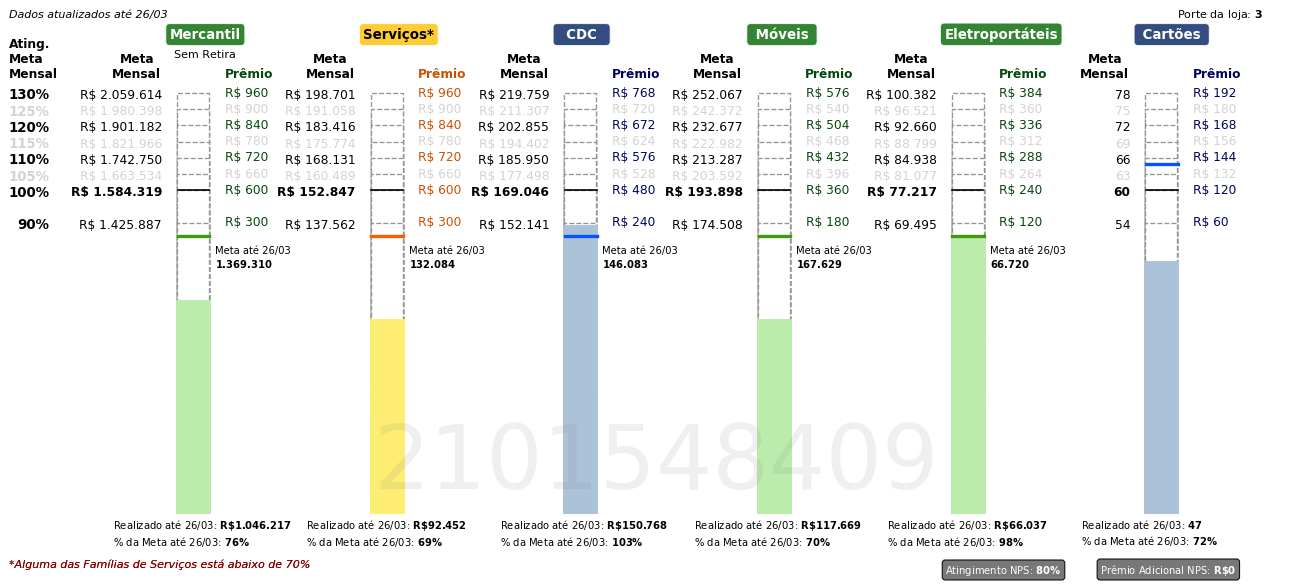 Dados atualizados até 26/03
Porte da loja: 3
Mercantil Serviços* CDC Móveis Eletroportáteis Cartões
Sem Retira
Ating. Meta Mensal
Meta Mensal Prêmio Meta Mensal Prêmio Meta Mensal Prêmio Meta Mensal Prêmio Meta Mensal Prêmio Meta Mensal Prêmio
130% R$ 2.059.614 R$ 960 R$ 198.701 R$ 960 R$ 219.759 R$ 768 R$ 252.067 R$ 576 R$ 100.382 R$ 384 78 R$ 192
125% R$ 1.980.398 R$ 900 R$ 191.058 R$ 900 R$ 211.307 R$ 720 R$ 242.372 R$ 540 R$ 96.521 R$ 360 75 R$ 180
120% R$ 1.901.182 R$ 840 R$ 183.416 R$ 840 R$ 202.855 R$ 672 R$ 232.677 R$ 504 R$ 92.660 R$ 336 72 R$ 168
115% R$ 1.821.966 R$ 780 R$ 175.774 R$ 780 R$ 194.402 R$ 624 R$ 222.982 R$ 468 R$ 88.799 R$ 312 69 R$ 156
110% R$ 1.742.750 R$ 720 R$ 168.131 R$ 720 R$ 185.950 R$ 576 R$ 213.287 R$ 432 R$ 84.938 R$ 288 66 R$ 144
105% R$ 1.663.534 R$ 660 R$ 160.489 R$ 660 R$ 177.498 R$ 528 R$ 203.592 R$ 396 R$ 81.077 R$ 264 63 R$ 132
100% R$ 1.584.319 R$ 600 R$ 152.847 R$ 600 R$ 169.046 R$ 480 R$ 193.898 R$ 360 R$ 77.217 R$ 240 60 R$ 120
90% R$ 1.425.887 R$ 300 R$ 137.562 R$ 300 R$ 152.141 R$ 240 R$ 174.508 R$ 180 R$ 69.495 R$ 120 54 R$ 60
Meta até 26/03 Meta até 26/03 Meta até 26/03 Meta até 26/03 Meta até 26/03
1.369.310 132.084 146.083 167.629 66.720
2101548409
Realizado até 26/03: R$1.046.217 Realizado até 26/03: R$92.452 Realizado até 26/03: R$150.768 Realizado até 26/03: R$117.669 Realizado até 26/03: R$66.037 Realizado até 26/03: 47
% da Meta até 26/03: 76% % da Meta até 26/03: 69% % da Meta até 26/03: 103% % da Meta até 26/03: 70% % da Meta até 26/03: 98% % da Meta até 26/03: 72%
*Alguma das Famílias de Serviços está abaixo de 70%
Atingimento NPS: 80% Prêmio Adicional NPS: R$0